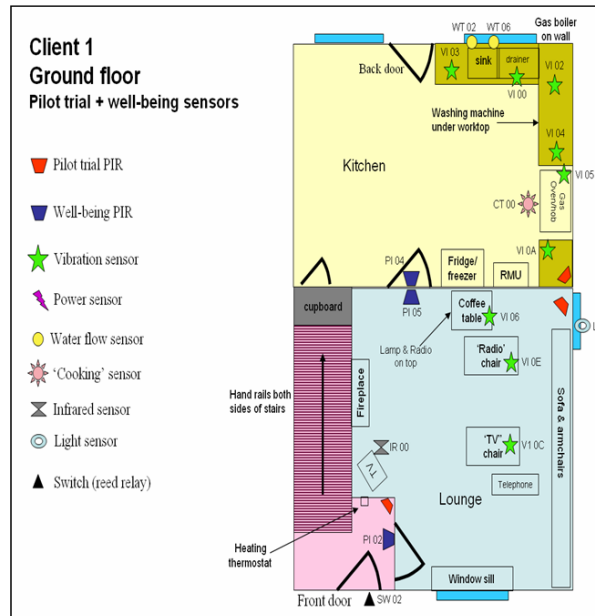 Client 1
Ground floor
Pilot trial + well-being sensors
Pilot trial PIR
Well-being PIR
Vibration sensor
Power sensor
Water flow sensor
'Cooking' sensor
Infrared sensor
Light sensor
Switch (reed relay)
WT 02
WT 06
Gas boiler
on wall
Back door
VI 03
sink
drainer
VI 00
VI 02
Washing machine
under worktop
VI 04
Kitchen
VI 05
CT 00
Gas
Oven/hob
VI 0A
PI 04
Fridge/
freezer
RMU
cupboard
PI 05
Coffee
table
VI 06
L
Lamp & Radio
on top
'Radio'
chair
VI 0E
Hand rails both
sides of stairs
Fireplace
Sofa & armchairs
IR 00
TV
'TV"
chair
V1 0C
Telephone
Lounge
Heating
thermostat
PI 02
Front door
SW 02
Window sill